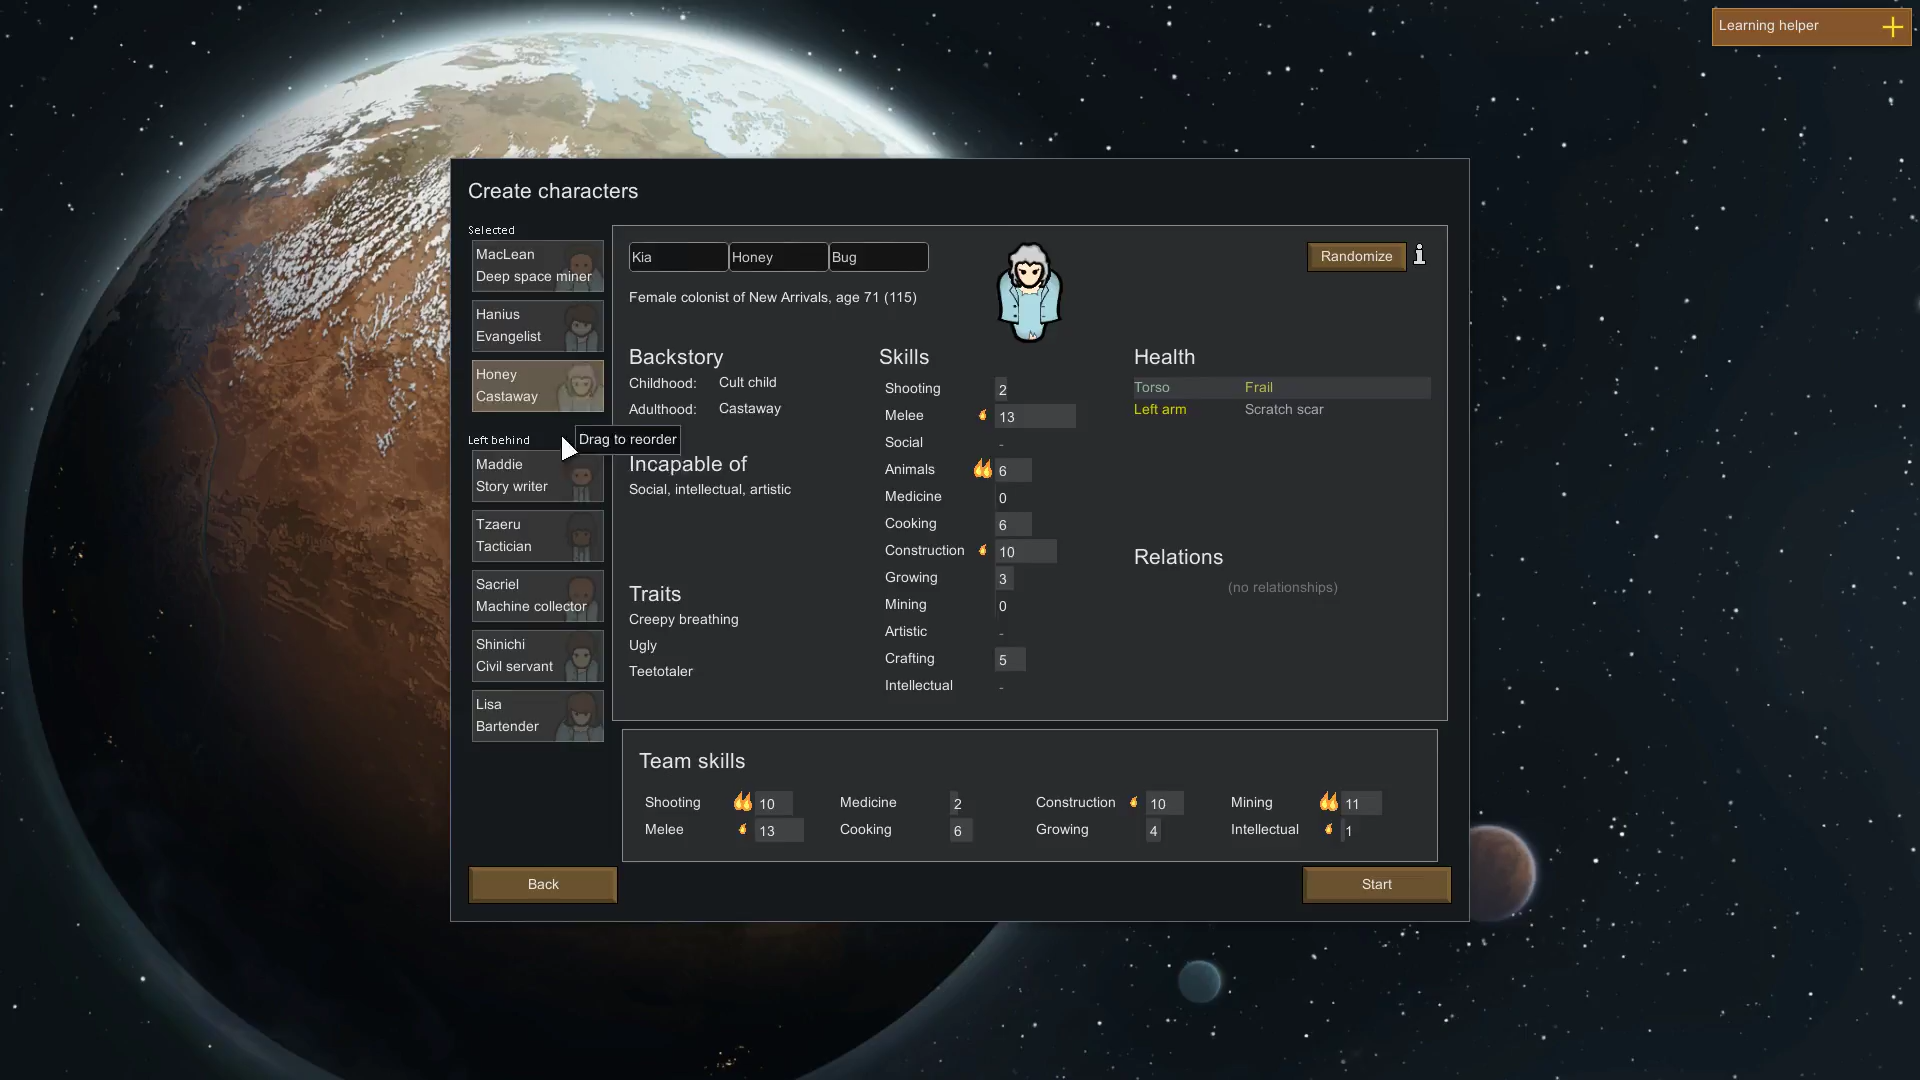 Learning helper
Create characters
Selected
MacLean
Deep space miner
Hanius
Evangelist
Honey
Castaway
Left behind
Maddie
Story writer
Tzaeru
Tactician
Sacriel
Machine collector
Shinichi
Civil servant
Lisa
Bartender
Drag to reorder
Kia Honey Bug
Female colonist of New Arrivals, age 71 (115)
Randomize
Backstory
Childhood: Cult child
Adulthood: Castaway
Incapable of
Social, intellectual, artistic
Traits
Creepy breathing
Ugly
Teetotaler
Skills
Shooting 2
Melee 13
Social -
Animals 6
Medicine 0
Cooking 6
Construction 10
Growing 3
Mining 0
Artistic -
Crafting 5
Intellectual -
Health
Torso Frail
Left arm Scratch scar
Relations
(no relationships)
Team skills
Shooting 10 Medicine 2 Construction 10 Mining 11
Melee 13 Cooking 6 Growing 4 Intellectual 1
Back
Start